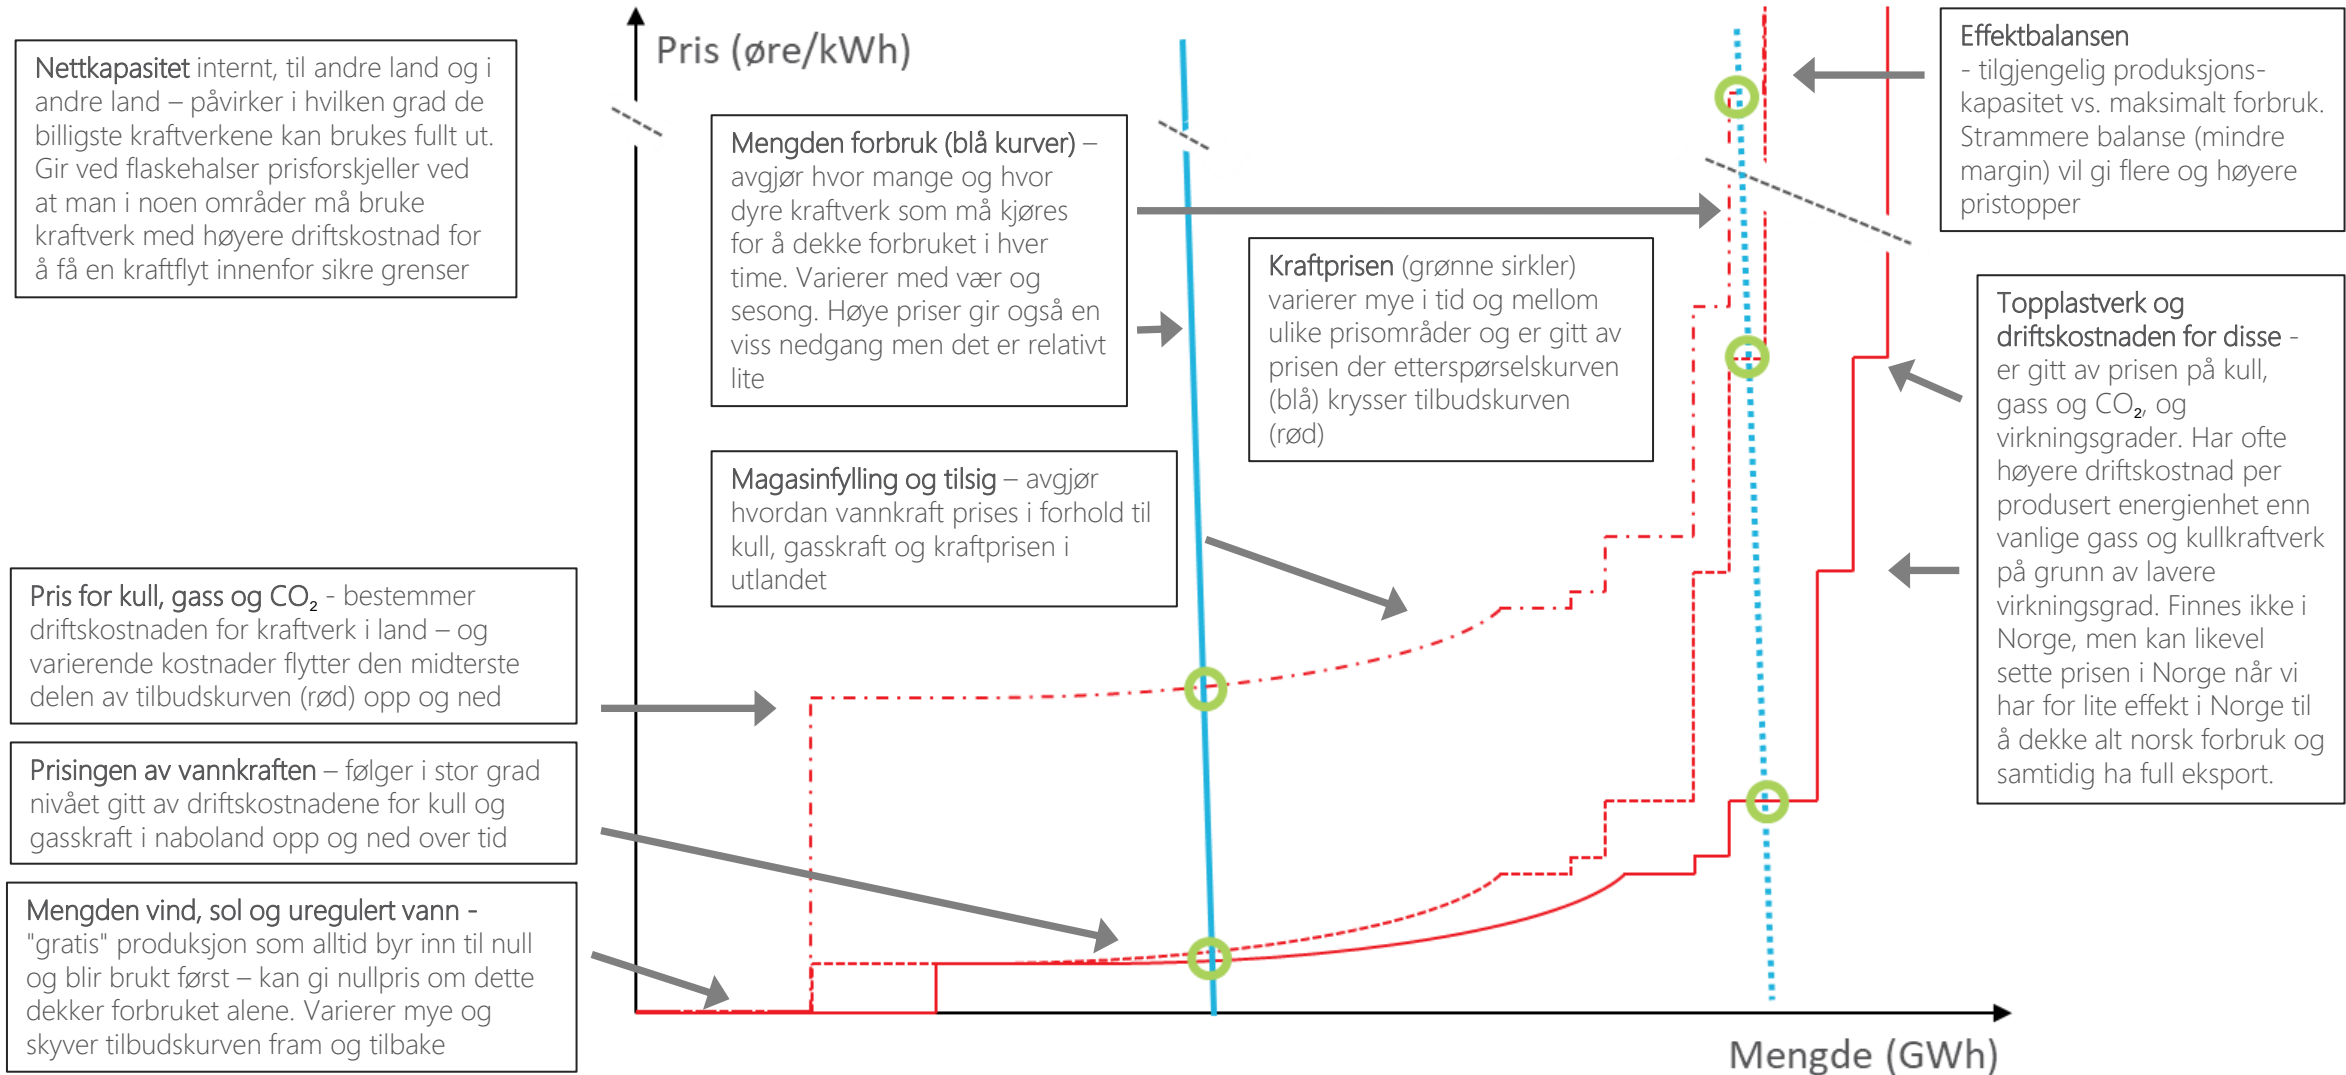 Pris (øre/kWh)
Nettkapasitet internt, til andre land og i
andre land – påvirker i hvilken grad de
billigste kraftverkene kan brukes fullt ut.
Gir ved flaskehalser prisforskjeller ved
at man i noen områder må bruke
kraftverk med høyere driftskostnad for
å få en kraftflyt innenfor sikre grenser
Mengden forbruk (blå kurver) –
avgjør hvor mange og hvor
dyre kraftverk som må kjøres
for å dekke forbruket i hver
time. Varierer med vær og
sesong. Høye priser gir også en
viss nedgang men det er relativt
lite
Kraftprisen (grønne sirkler)
varierer mye i tid og mellom
ulike prisområder og er gitt av
prisen der etterspørselskurven
(blå) krysser tilbudskurven
(rød)
Effektbalansen
- tilgjengelig produksjons-
kapasitet vs. maksimalt forbruk.
Strammere balanse (mindre
margin) vil gi flere og høyere
pristopper
Topplastverk og
driftskostnaden for disse -
er gitt av prisen på kull,
gass og CO₂, og
virkningsgrader. Har ofte
høyere driftskostnad per
produsert energienhet enn
vanlige gass og kullkraftverk
på grunn av lavere
virkningsgrad. Finnes ikke i
Norge, men kan likevel
sette prisen i Norge når vi
har for lite effekt i Norge til
å dekke alt norsk forbruk og
samtidig ha full eksport.
Magasinfylling og tilsig – avgjør
hvordan vannkraft prises i forhold til
kull, gasskraft og kraftprisen i
utlandet
Pris for kull, gass og CO₂ - bestemmer
driftskostnaden for kraftverk i land – og
varierende kostnader flytter den midterste
delen av tilbudskurven (rød) opp og ned
Prisingen av vannkraften – følger i stor grad
nivået gitt av driftskostnadene for kull og
gasskraft i naboland opp og ned over tid
Mengden vind, sol og uregulert vann -
"gratis" produksjon som alltid byr inn til null
og blir brukt først – kan gi nullpris om dette
dekker forbruket alene. Varierer mye og
skyver tilbudskurven fram og tilbake
Mengde (GWh)